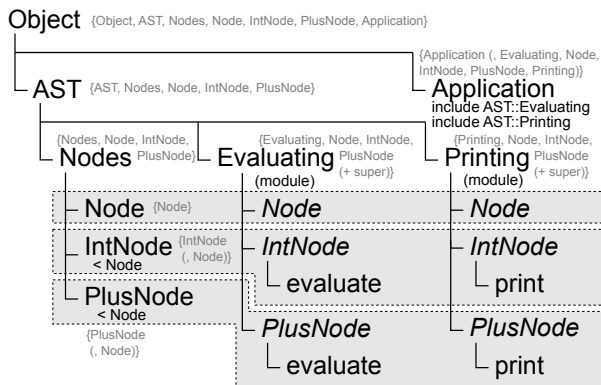 Object {Object, AST, Nodes, Node, IntNode, PlusNode, Application}
AST {AST, Nodes, Node, IntNode, PlusNode}
{Application (, Evaluating, Node,
IntNode, PlusNode, Printing)}
Application
include AST::Evaluating
include AST::Printing
{Nodes, Node, IntNode,
PlusNode}
Nodes
{Evaluating, Node, IntNode,
PlusNode
(+ super)}
Evaluating
(module)
{Printing, Node, IntNode,
PlusNode
(+ super)}
Printing
(module)
Node {Node}
Node
Node
IntNode {IntNode
(, Node)}
< Node
IntNode
evaluate
IntNode
print
PlusNode
< Node
{PlusNode
(, Node)}
PlusNode
evaluate
PlusNode
print